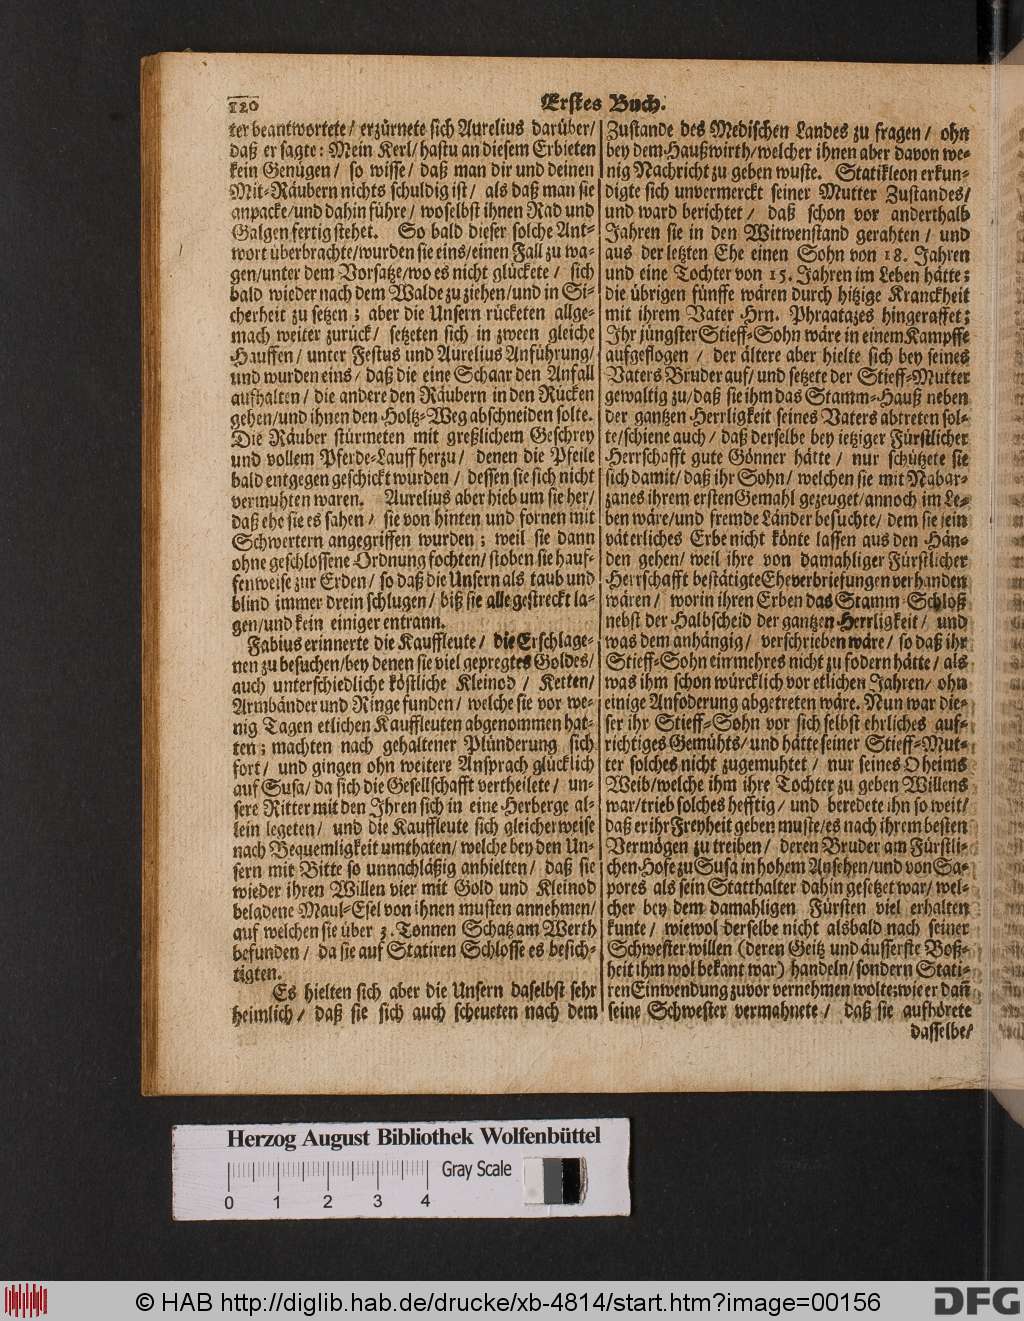 120
Erstes Buch.
ter beantwortete/ erzürnete sich Aurelius darüber/
daß er sagte: Mein Kerl/ hastu an diesem Erbieten
kein Genügen/ so wisse/ daß man dir und deinen
Mit-Räubern nichts schuldig ist/ als daß man sie
anpacke/und dahin führe/ woselbst ihnen Rad und
Galgen fertig stehet. So bald dieser solche Ant-
wort überbrachte/wurden sie eins/einen Fall zu wa-
gen/unter dem Vorsatze/wo es nicht glückete/ sich
bald wieder nach dem Walde zu ziehen/und in Si-
cherheit zu setzen; aber die Unsern rücketen allge-
mach weiter zurück/ setzeten sich in zween gleiche
Hauffen/ unter Festus und Aurelius Anführung/
und wurden eins/ daß die eine Schaar den Anfall
aufhalten/ die andere den Räubern in den Rücken
gehen/und ihnen den Holtz-Weg abschneiden solte.
Die Räuber stürmeten mit greßlichem Geschrey
und vollem Pferde-Lauff herzu/ denen die Pfeile
bald entgegen geschickt wurden/ dessen sie sich nicht
vermuhten waren. Aurelius aber hieb um sie her/
daß ehe sie es sahen/ sie von hinten und fornen mit
Schwertern angegriffen wurden; weil sie dann
ohne geschlossene Ordnung fochten/ stoben sie hauf-
fenweise zur Erden/ so daß die Unsern als taub und
blind immer drein schlugen/ biß sie alle gestreckt la-
gen/und kein einiger entrann.
Fabius erinnerte die Kauffleute/ die Erschlage-
nen zu besuchen/bey denen sie viel gepregtes Goldes/
auch unterschiedliche köstliche Kleinod/ Ketten/
Armbänder und Ringe funden/ welche sie vor we-
nig Tagen etlichen Kauffleuten abgenommen hat-
ten; machten nach gehaltener Plünderung sich
fort/ und gingen ohn weitere Ansprach glücklich
auf Susa/ da sich die Gesellschafft vertheilete/ un-
sere Ritter mit den Ihren sich in eine Herberge al-
lein legeten/ und die Kauffleute sich gleicher weise
nach Bequemligkeit umthaten/ welche bey den Un-
sern mit Bitte so unnachläßig anhielten/ daß sie
wieder ihren Willen vier mit Gold und Kleinod
beladene Maul-Esel von ihnen musten annehmen/
auf welchen sie über 3. Tonnen Schatz am Werth
befunden/ da sie auf Statiren Schlosse es besich-
tigten.
Es hielten sich aber die Unsern daselbst sehr
heimlich/ daß sie sich auch scheueten nach dem
Zustande des Medischen Landes zu fragen/ ohn
bey dem Haußwirth/welcher ihnen aber davon we-
nig Nachricht zu geben wuste. Statikleon erkun-
digte sich unvermerckt seiner Mutter Zustandes/
und ward berichtet/ daß schon vor anderthalb
Jahren sie in den Witwenstand gerahten/ und
aus der letzten Ehe einen Sohn von 18. Jahren
und eine Tochter von 15. Jahren im Leben hätte;
die übrigen fünffe wären durch hitzige Kranckheit
mit ihrem Vater Hrn. Phraatazes hingeraffet;
Ihr jüngster Stieff-Sohn wäre in einem Kampffe
aufgeflogen/ der ältere aber hielte sich bey seines
Vaters Bruder auf/ und setzete der Stieff-Mutter
gewaltig zu/daß sie ihm das Stamm-Hauß neben
der gantzen Herrligkeit seines Vaters abtreten sol-
te/schiene auch/ daß derselbe bey ietziger Fürstlicher
Herrschafft gute Gönner hätte/ nur schützete sie
sich damit/ daß ihr Sohn/ welchen sie mit Nabar-
zanes ihrem ersten Gemahl gezeuget/annoch im Le-
ben wäre/und fremde Länder besuchte/ dem sie sein
väterliches Erbe nicht könte lassen aus den Hän-
den gehen/ weil ihre von damahliger Fürstlicher
Herrschafft bestätigte Eheverbriefungen verhanden
wären/ worin ihren Erben das Stamm-Schloß
nebst der Halbscheid der gantzen Herrligkeit/ und
was dem anhängig/ verschrieben wäre/ so daß ihr
Stieff-Sohn ein mehres nicht zu fodern hätte/ als
was ihm schon würcklich vor etlichen Jahren/ ohn
einige Anfoderung abgetreten wäre. Nun war die-
ser ihr Stieff-Sohn vor sich selbst ehrliches auf-
richtiges Gemühts/ und hätte seiner Stieff-Mut-
ter solches nicht zugemuhtet/ nur seines Oheims
Weib/welche ihm ihre Tochter zu geben Willens
war/trieb solches hefftig/ und beredete ihn so weit/
daß er ihr Freyheit geben muste/es nach ihrem besten
Vermögen zu treiben/ deren Bruder am Fürstli-
chen Hofe zu Susa in hohem Ansehen/und von Sa-
pores als sein Statthalter dahin gesetzet war/ wel-
cher bey dem damahligen Fürsten viel erhalten
kunte/ wiewol derselbe nicht alsbald nach seiner
Schwester willen (deren Geitz und äusserste Boß-
heit ihm wol bekant war) handeln/ sondern Stati-
ren Einwendung zuvor vernehmen wolte; wie er dañ
seine Schwester vermahnete/ daß sie aufhörete
dasselbe/
Herzog August Bibliothek Wolfenbüttel
Gray Scale
0 1 2 3 4
© HAB http://diglib.hab.de/drucke/xb-4814/start.htm?image=00156
DFG